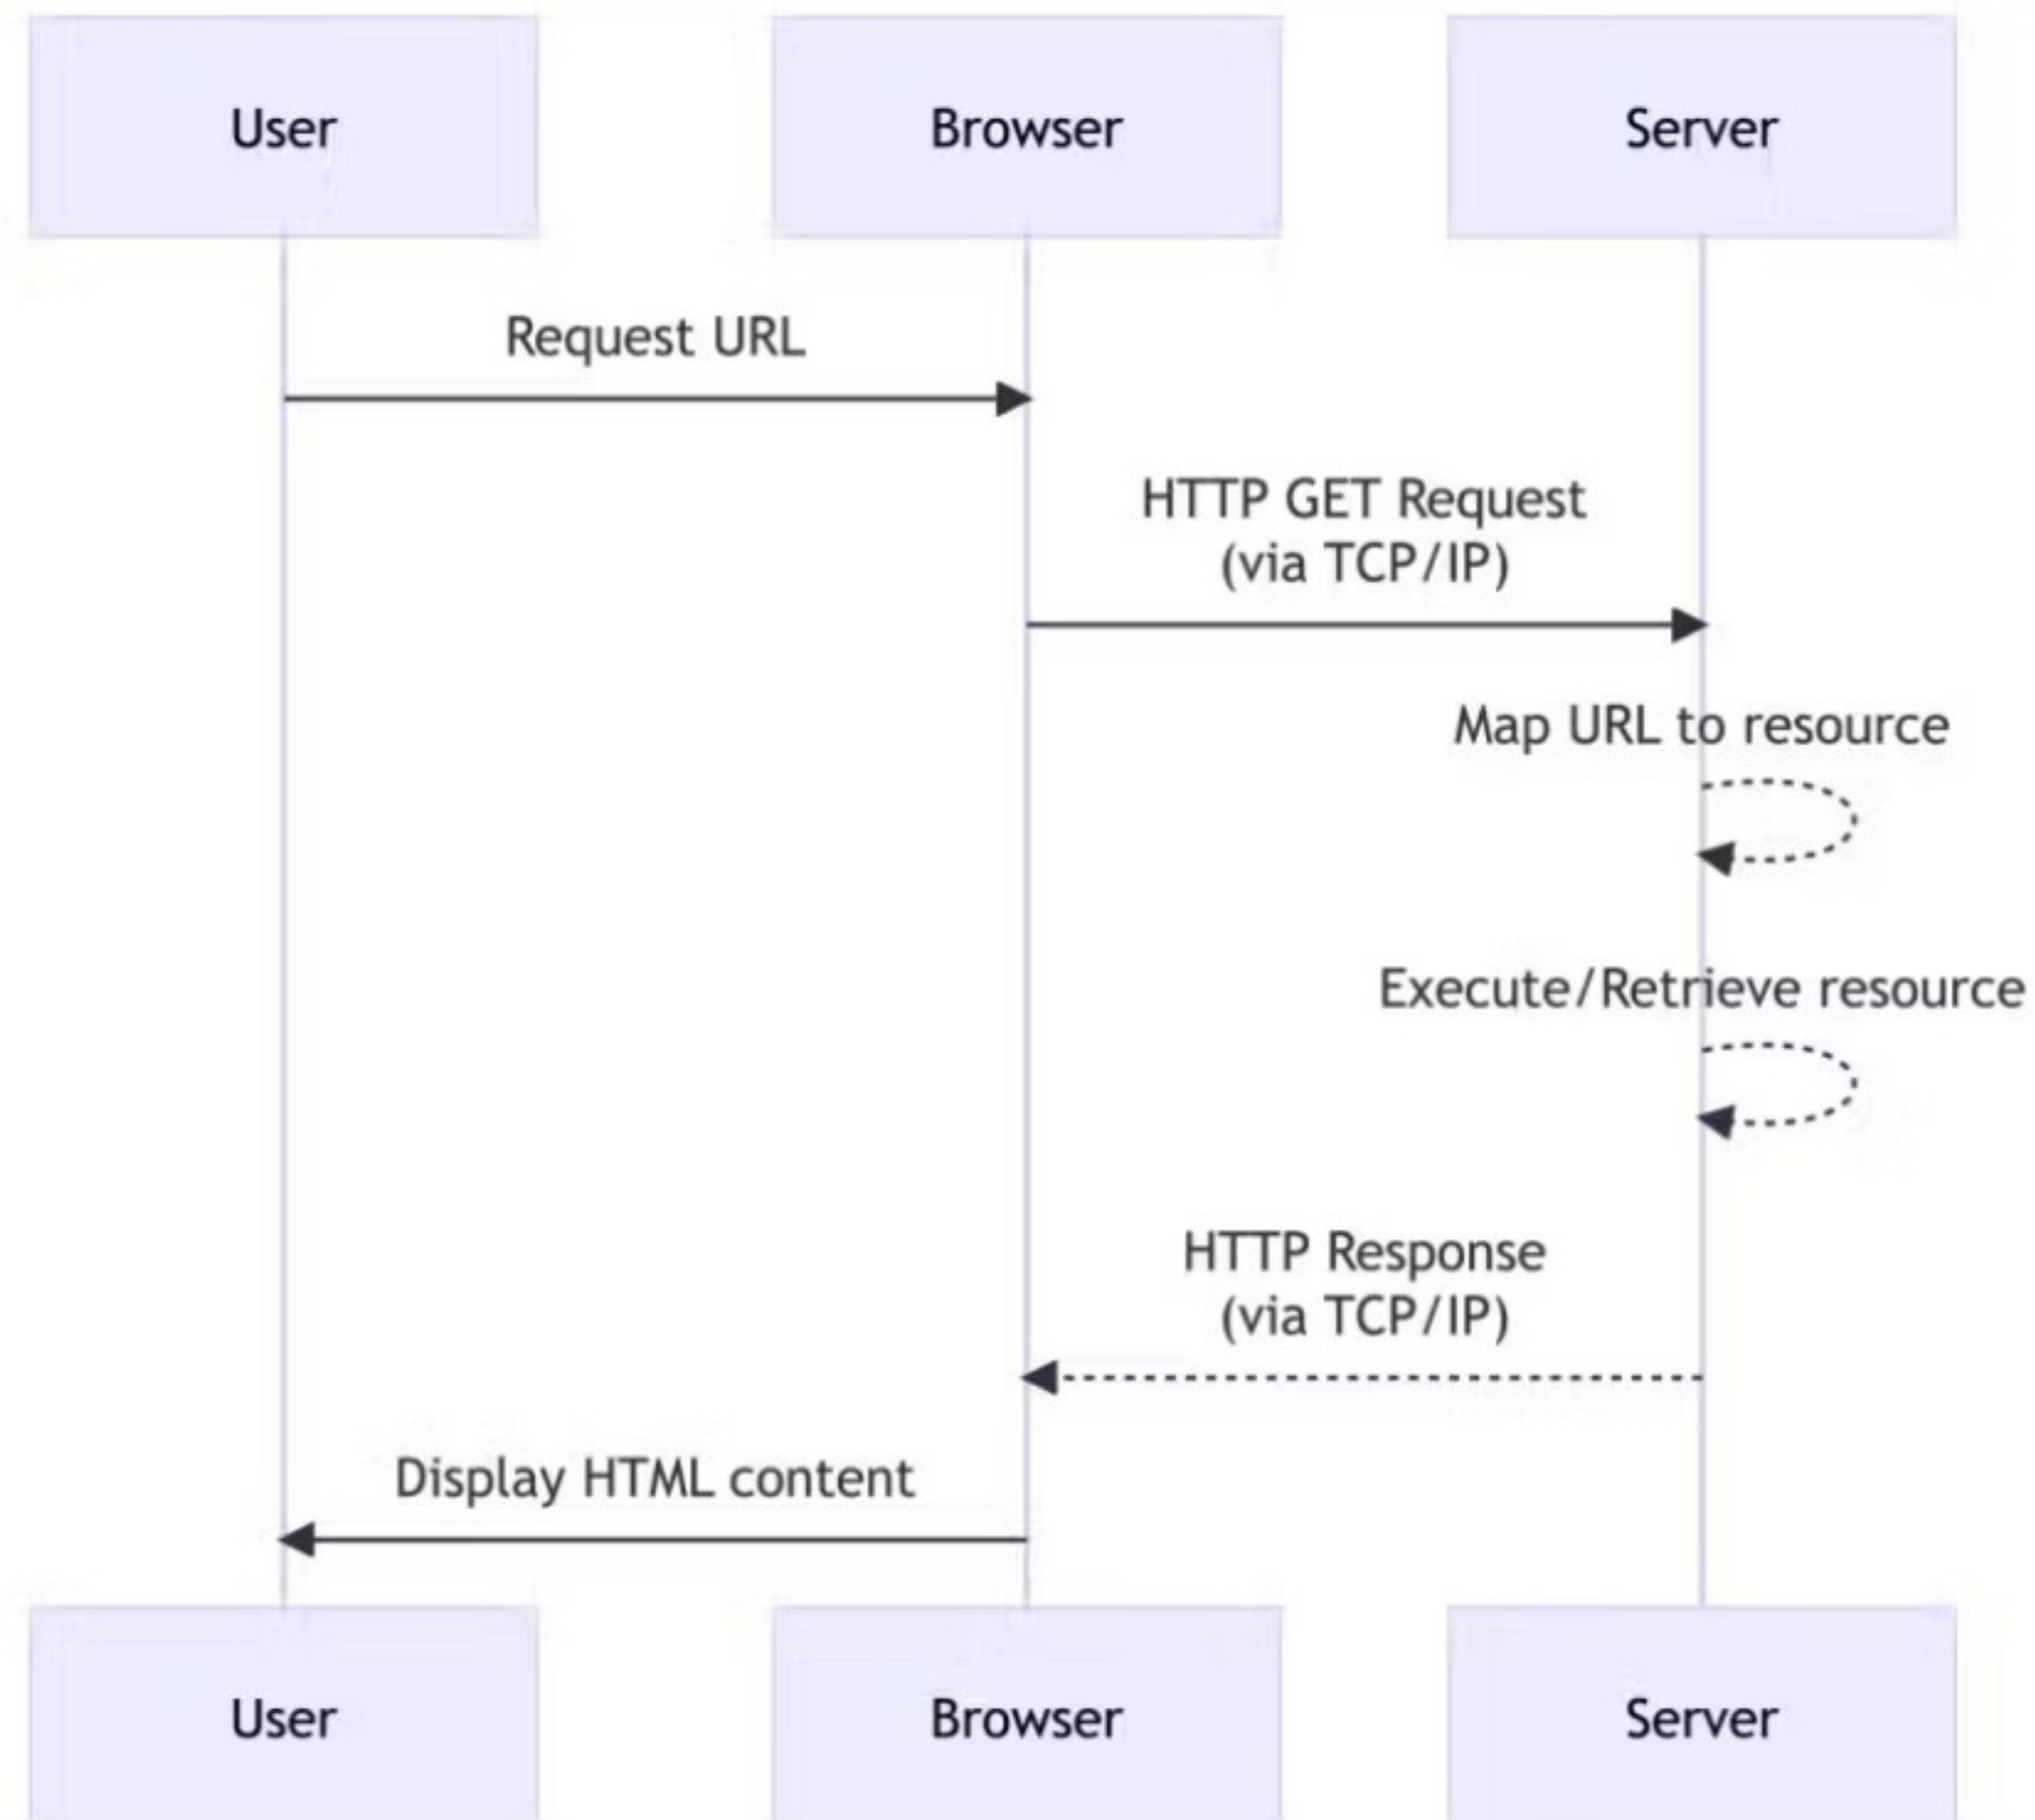 User
Browser
Server
Request URL
HTTP GET Request
(via TCP/IP)
Map URL to resource
Execute/Retrieve resource
HTTP Response
(via TCP/IP)
Display HTML content
User
Browser
Server